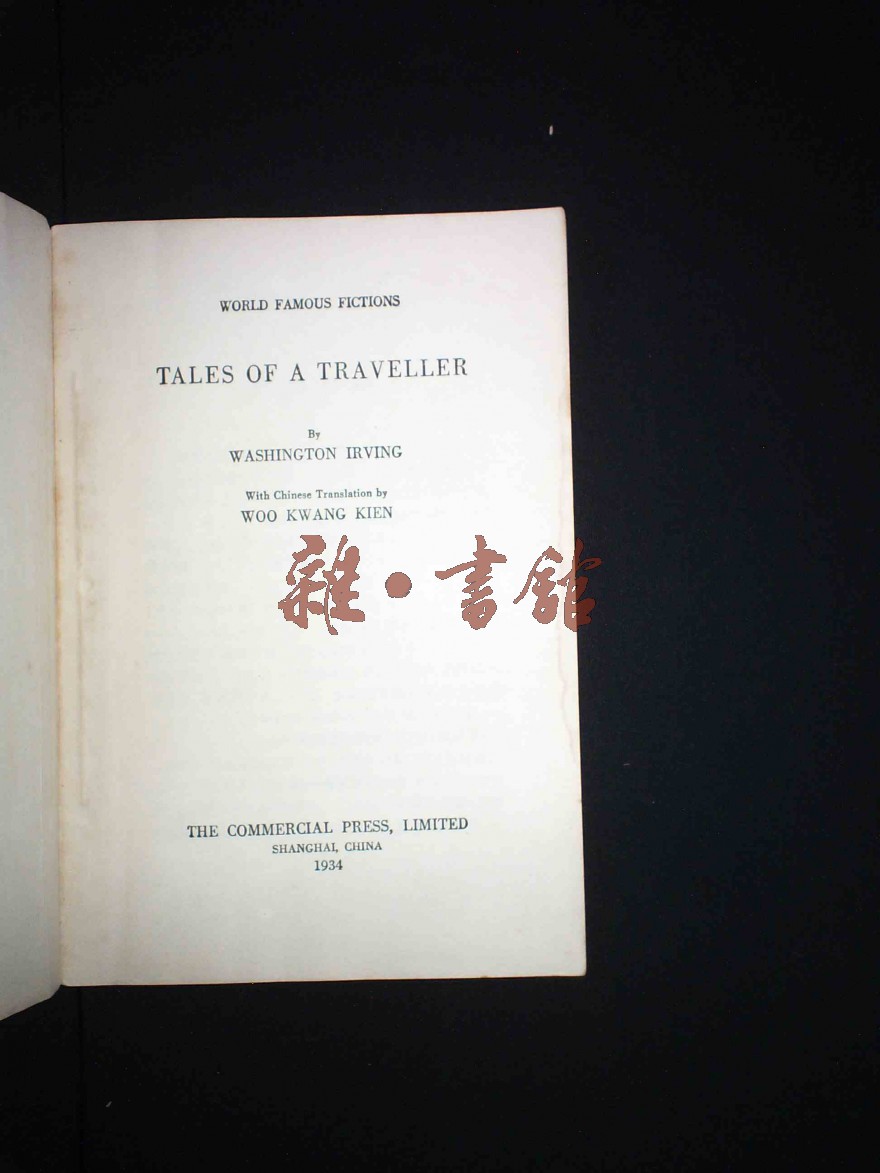 WORLD FAMOUS FICTIONS
TALES OF A TRAVELLER
By
WASHINGTON IRVING
With Chinese Translation by
WOO KWANG KIEN
雜•書館
THE COMMERCIAL PRESS, LIMITED
SHANGHAI, CHINA
1934